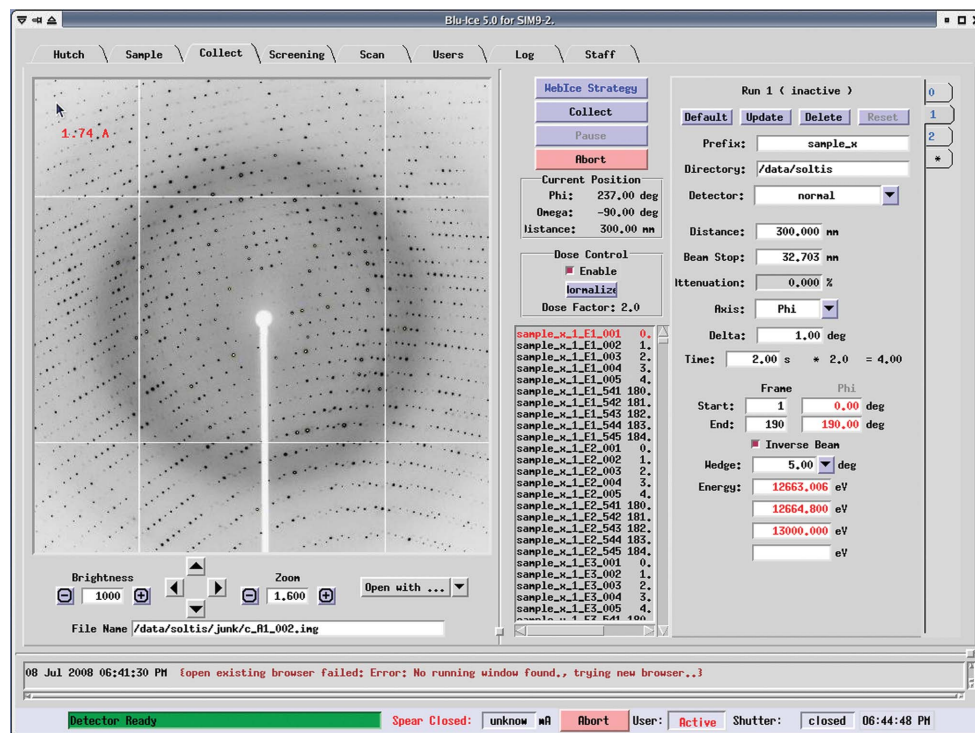 Blu-Ice 5.0 for SIM9-2.
Hutch Sample Collect Screening Scan Users Log Staff
1.74 A
WebIce Strategy
Collect
Pause
Abort
Current Position
Phi: 237.00 deg
Omega: -90.00 deg
istance: 300.00 mm
Dose Control
Enable
ormalize
Dose Factor: 2.0
sample_x_1_E1_001 0.
sample_x_1_E1_002 1.
sample_x_1_E1_003 2.
sample_x_1_E1_004 3.
sample_x_1_E1_005 4.
sample_x_1_E1_541 180.
sample_x_1_E1_542 181.
sample_x_1_E1_543 182.
sample_x_1_E1_544 183.
sample_x_1_E1_545 184.
sample_x_1_E2_001 0.
sample_x_1_E2_002 1.
sample_x_1_E2_003 2.
sample_x_1_E2_004 3.
sample_x_1_E2_005 4.
sample_x_1_E2_541 180.
sample_x_1_E2_542 181.
sample_x_1_E2_543 182.
sample_x_1_E2_544 183.
sample_x_1_E2_545 184.
sample_x_1_E3_001 0.
sample_x_1_E3_002 1.
sample_x_1_E3_003 2.
sample_x_1_E3_004 3.
sample_x_1_E3_005 4.
sample_x_1_E3_541 180.
Run 1 ( inactive )
Default Update Delete Reset
Prefix: sample_x
Directory: /data/soltis
Detector: normal
Distance: 300.000 mm
Beam Stop: 32.703 mm
ttenuation: 0.000 %
Axis: Phi
Delta: 1.00 deg
Time: 2.00 s * 2.0 = 4.00
Frame Phi
Start: 1 0.00 deg
End: 190 190.00 deg
Inverse Beam
Wedge: 5.00 deg
Energy: 12663.006 eV
12664.800 eV
13000.000 eV
eV
0
1
2
*
Brightness
1000
Zoom
1.600
Open with ...
File Name /data/soltis/junk/c_A1_002.img
08 Jul 2008 06:41:30 PM {open existing browser failed: Error: No running window found., trying new browser..}
Detector Ready Spear Closed: unknow mA Abort User: Active Shutter: closed 06:44:48 PM